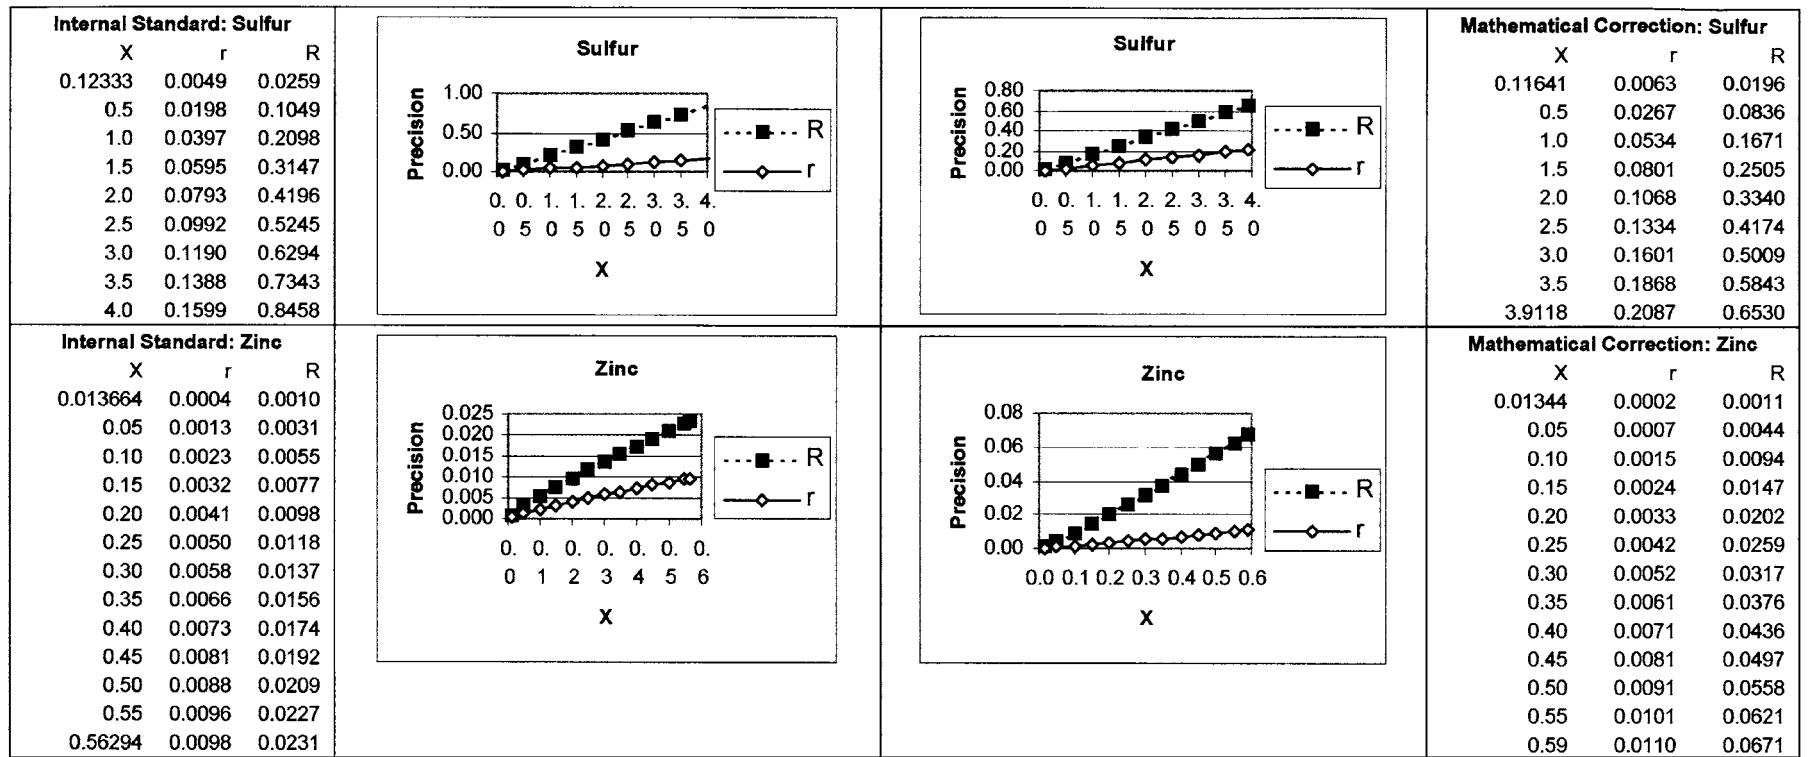 Internal Standard: Sulfur
X r R
0.12333 0.0049 0.0259
0.5 0.0198 0.1049
1.0 0.0397 0.2098
1.5 0.0595 0.3147
2.0 0.0793 0.4196
2.5 0.0992 0.5245
3.0 0.1190 0.6294
3.5 0.1388 0.7343
4.0 0.1599 0.8458
Sulfur
Precision
1.00
0.50
0.00
0. 0. 1. 1. 2. 2. 3. 3. 4.
0 5 0 5 0 5 0 5 0
X
R
r
Sulfur
Precision
0.80
0.60
0.40
0.20
0.00
0. 0. 1. 1. 2. 2. 3. 3. 4.
0 5 0 5 0 5 0 5 0
X
R
r
Mathematical Correction: Sulfur
X r R
0.11641 0.0063 0.0196
0.5 0.0267 0.0836
1.0 0.0534 0.1671
1.5 0.0801 0.2505
2.0 0.1068 0.3340
2.5 0.1334 0.4174
3.0 0.1601 0.5009
3.5 0.1868 0.5843
3.9118 0.2087 0.6530
Internal Standard: Zinc
X r R
0.013664 0.0004 0.0010
0.05 0.0013 0.0031
0.10 0.0023 0.0055
0.15 0.0032 0.0077
0.20 0.0041 0.0098
0.25 0.0050 0.0118
0.30 0.0058 0.0137
0.35 0.0066 0.0156
0.40 0.0073 0.0174
0.45 0.0081 0.0192
0.50 0.0088 0.0209
0.55 0.0096 0.0227
0.56294 0.0098 0.0231
Zinc
Precision
0.025
0.020
0.015
0.010
0.005
0.000
0. 0. 0. 0. 0. 0. 0.
0 1 2 3 4 5 6
X
R
r
Zinc
Precision
0.08
0.06
0.04
0.02
0.00
0.0 0.1 0.2 0.3 0.4 0.5 0.6
X
R
r
Mathematical Correction: Zinc
X r R
0.01344 0.0002 0.0011
0.05 0.0007 0.0044
0.10 0.0015 0.0094
0.15 0.0024 0.0147
0.20 0.0033 0.0202
0.25 0.0042 0.0259
0.30 0.0052 0.0317
0.35 0.0061 0.0376
0.40 0.0071 0.0436
0.45 0.0081 0.0497
0.50 0.0091 0.0558
0.55 0.0101 0.0621
0.59 0.0110 0.0671